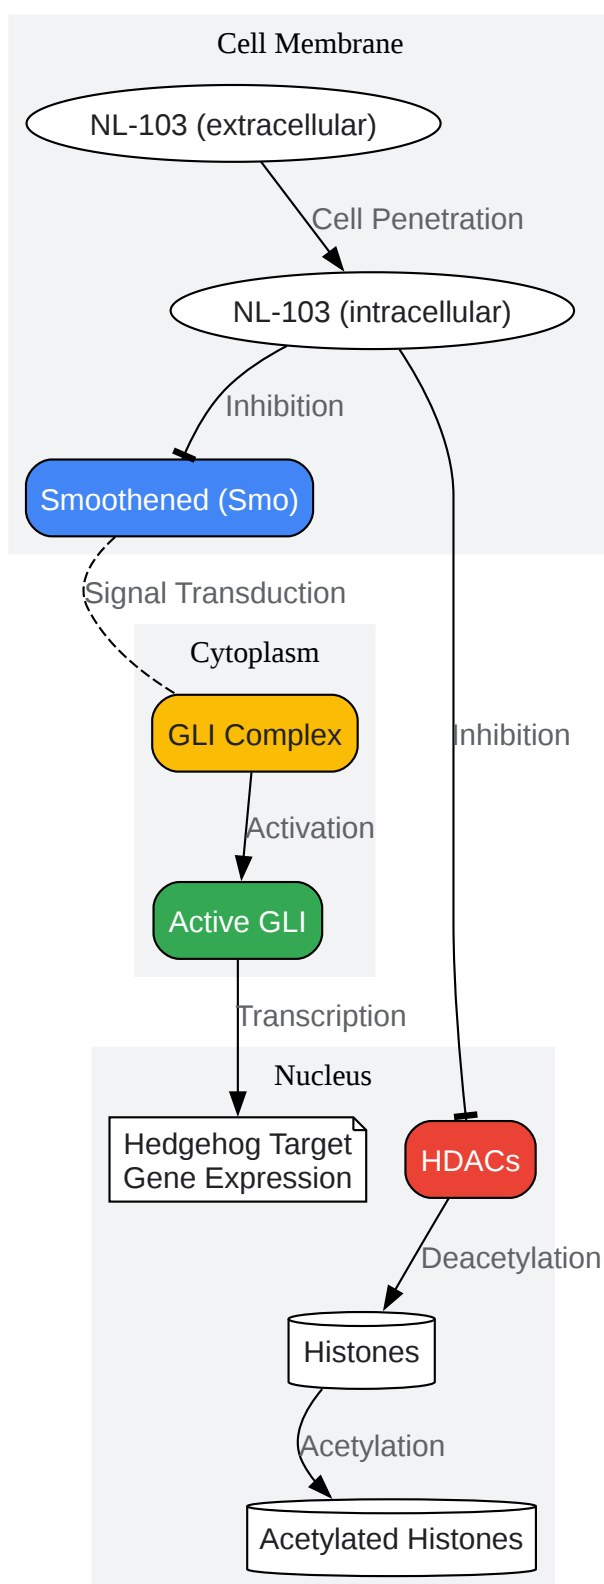 Cell Membrane
NL-103 (extracellular)
Cell Penetration
NL-103 (intracellular)
Inhibition
Smoothened (Smo)
Signal Transduction
Cytoplasm
GLI Complex
Inhibition
Activation
Active GLI
Transcription
Nucleus
Hedgehog Target
Gene Expression
HDACs
Deacetylation
Histones
Acetylation
Acetylated Histones